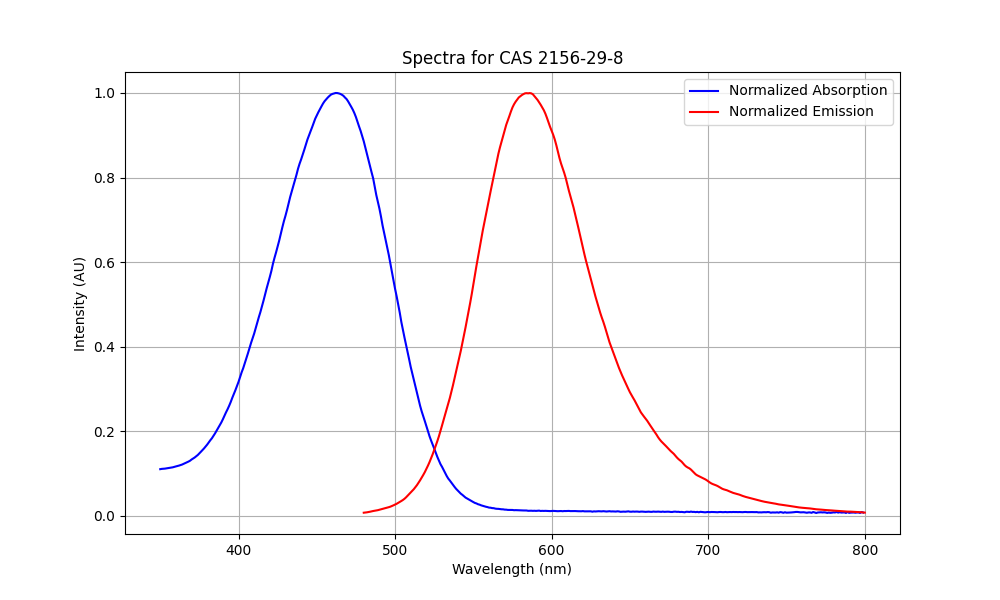 Spectra for CAS 2156-29-8
Normalized Absorption
Normalized Emission
Intensity (AU)
1.0
0.8
0.6
0.4
0.2
0.0
400 500 600 700 800
Wavelength (nm)